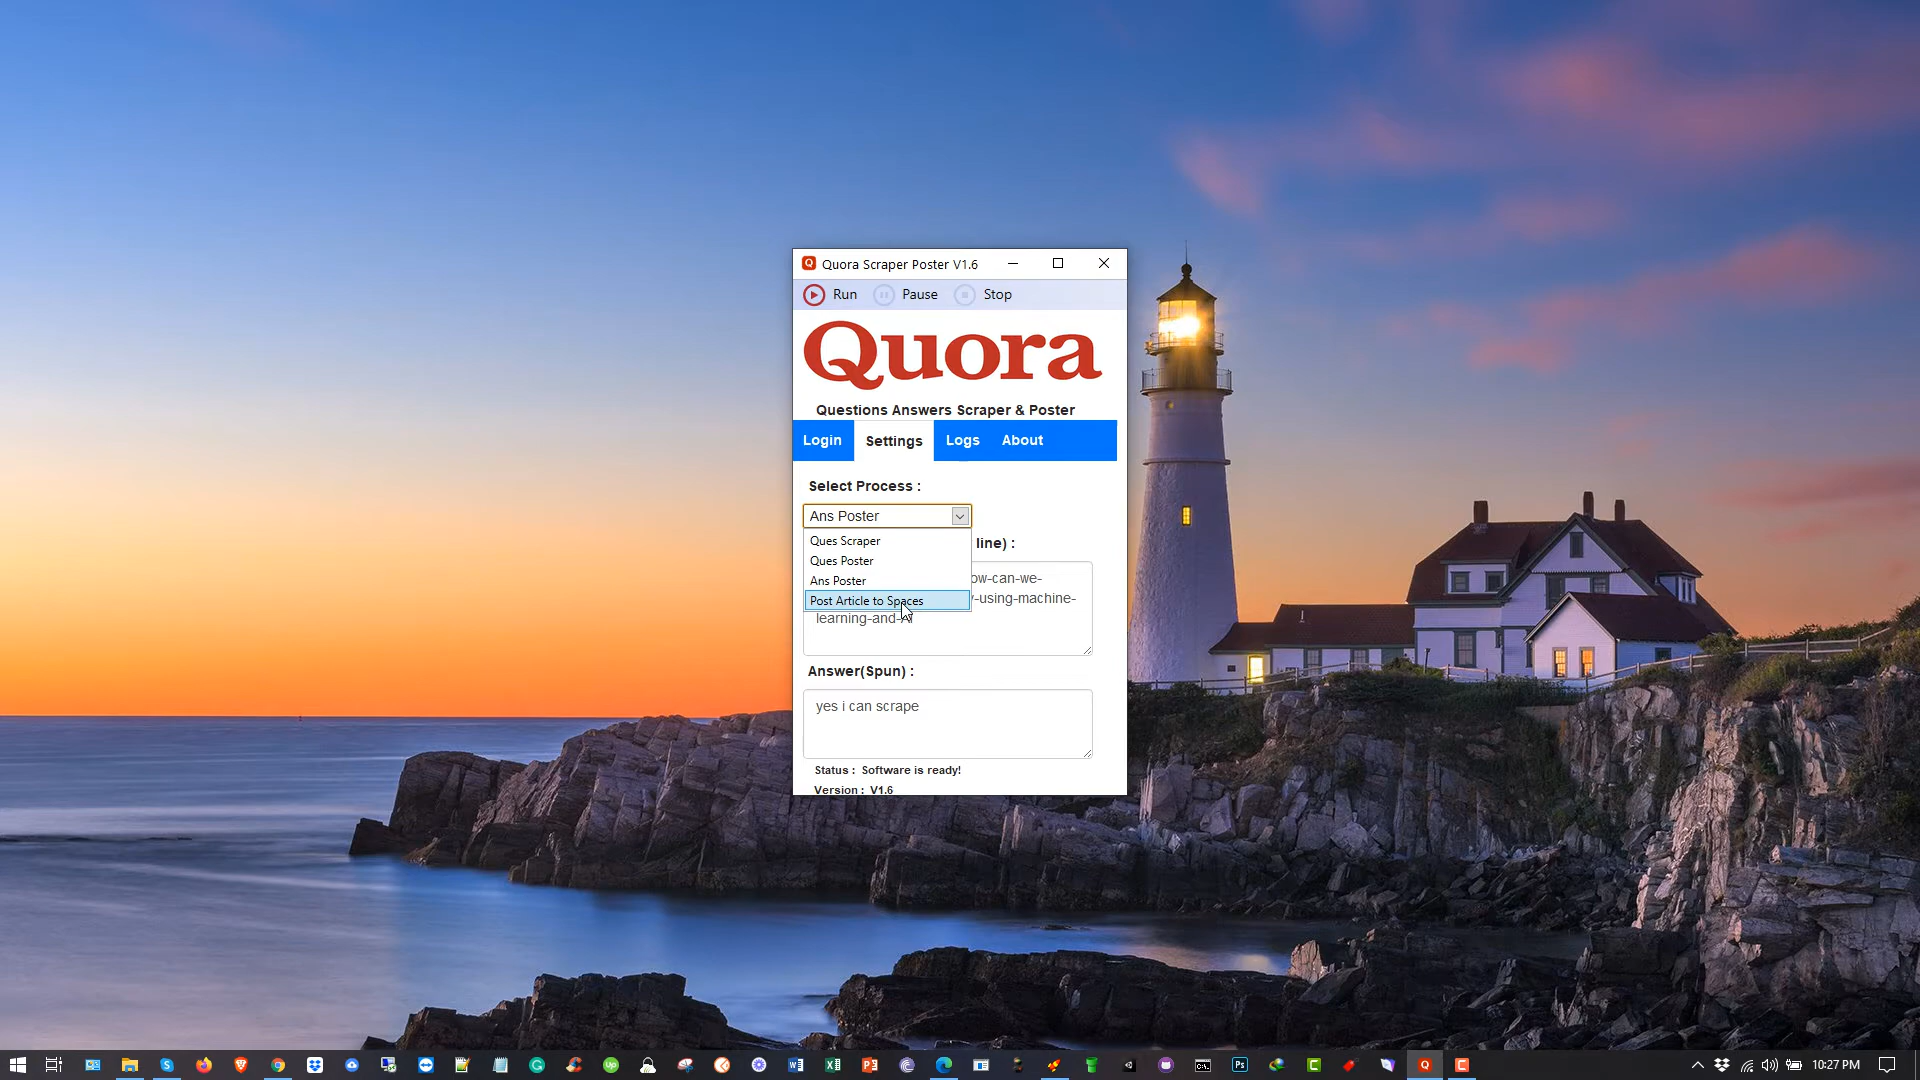 Quora Scraper Poster V1.6
Run Pause Stop
Quora
Questions Answers Scraper & Poster
Login Settings Logs About
Select Process :
Ans Poster
Ques Scraper
Ques Poster
Ans Poster
Post Article to Spaces
line) :
ow-can-we-
y-using-machine-
learning-and-
Answer(Spun) :
yes i can scrape
Status : Software is ready!
Version : V1.6
10:27 PM